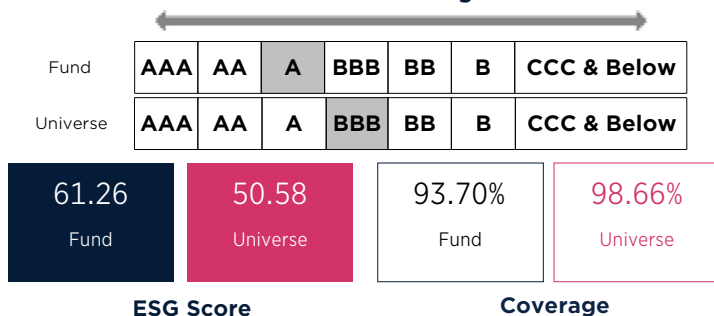 Fund AAA AA A BBB BB B CCC & Below
Universe AAA AA A BBB BB B CCC & Below
61.26 50.58 93.70% 98.66%
Fund Universe Fund Universe
ESG Score Coverage